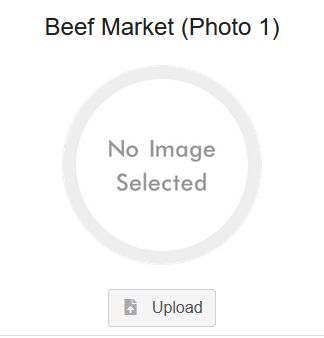 Beef Market (Photo 1)
No Image
Selected
Upload